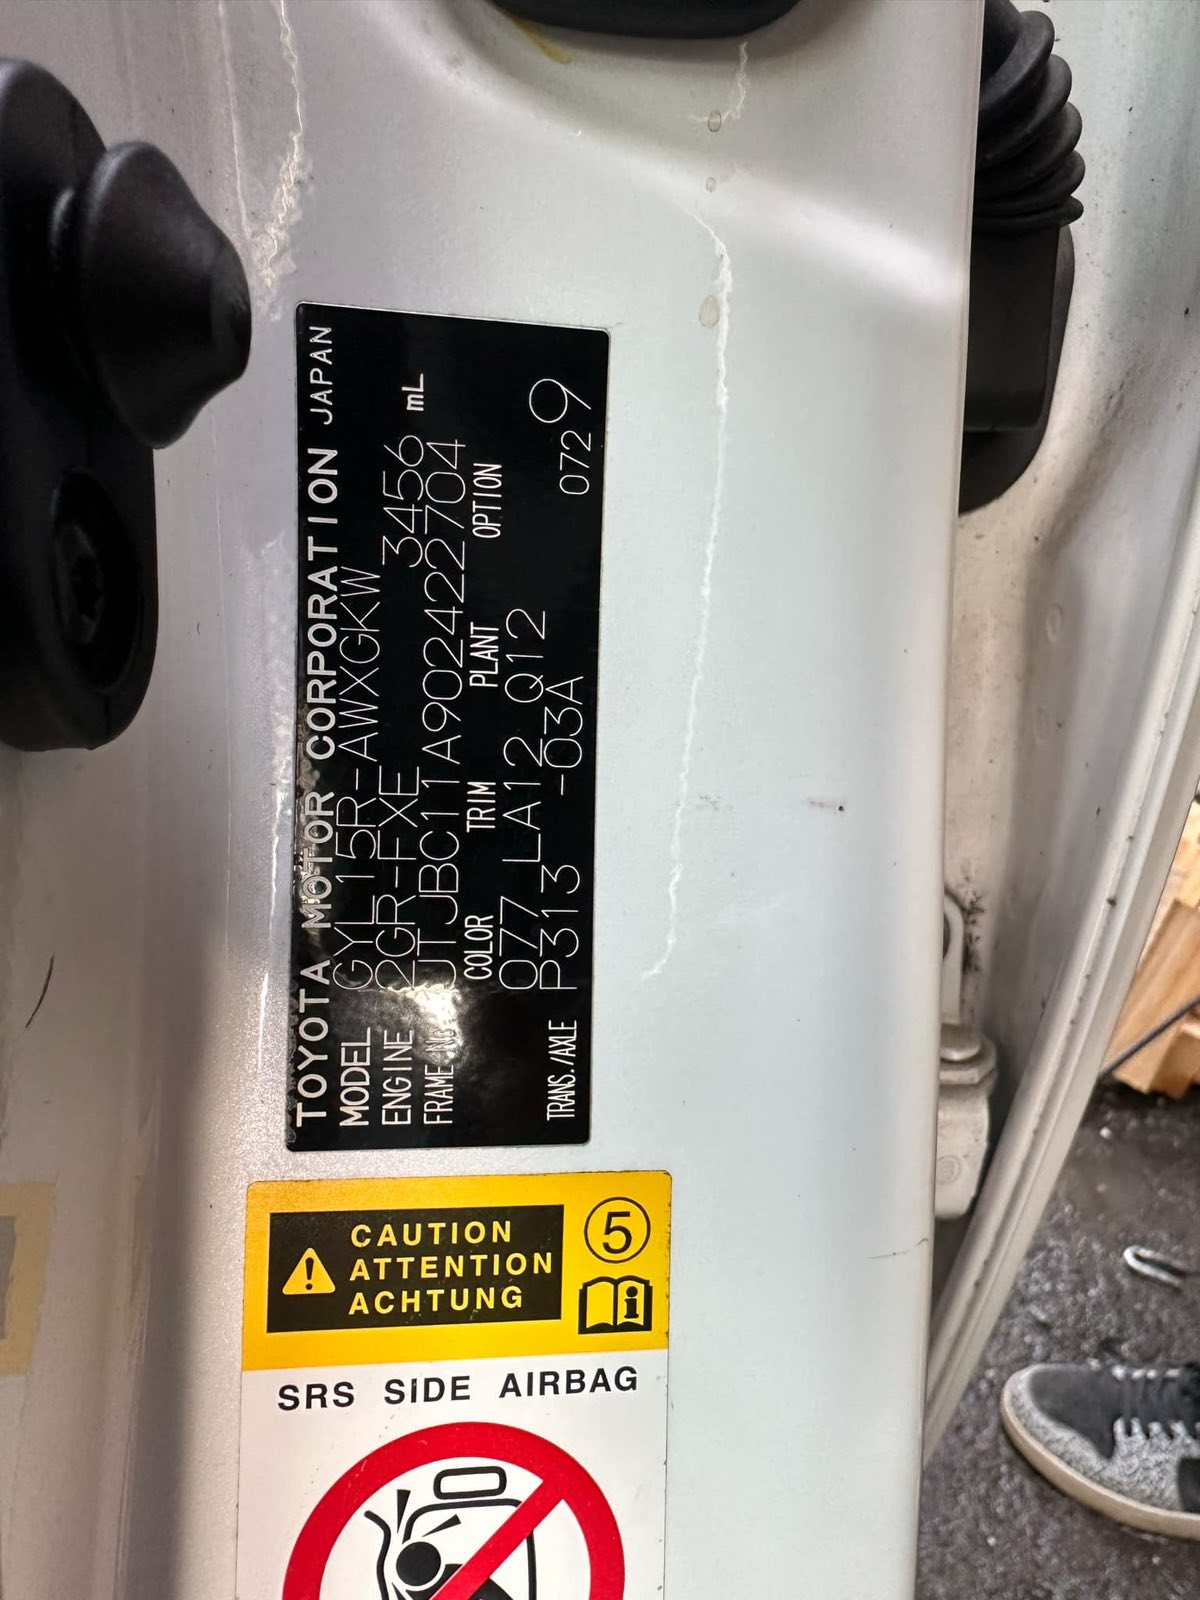 TOYOTA MOTOR CORPORATION JAPAN
MODEL GYL15R-AWXGKW
ENGINE 2GR-FXE 3456 mL
FRAME No. JTJBC11A902422704
COLOR TRIM PLANT OPTION
077 LA12 Q12
TRANS./AXLE P313 -03A 0729
CAUTION
ATTENTION
ACHTUNG
5
SRS SIDE AIRBAG